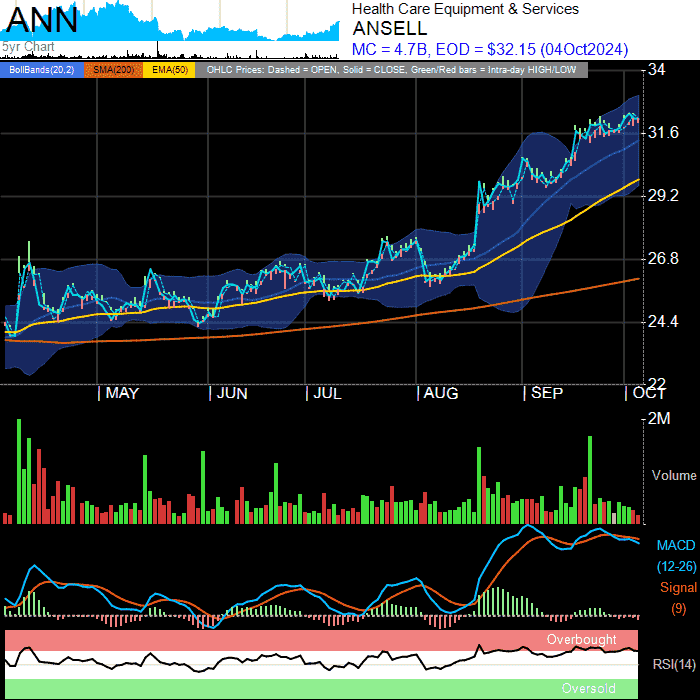 ANN
Health Care Equipment & Services
ANSELL
5yr Chart
MC = 4.7B, EOD = $32.15 (04Oct2024)
BollBands(20,2) SMA(200) EMA(50) OHLC Prices: Dashed = OPEN, Solid = CLOSE, Green/Red bars = Intra-day HIGH/LOW
34
31.6
29.2
26.8
24.4
22
MAY JUN JUL AUG SEP OCT
2M
Volume
MACD
(12-26)
Signal
(9)
Overbought
RSI(14)
Oversold